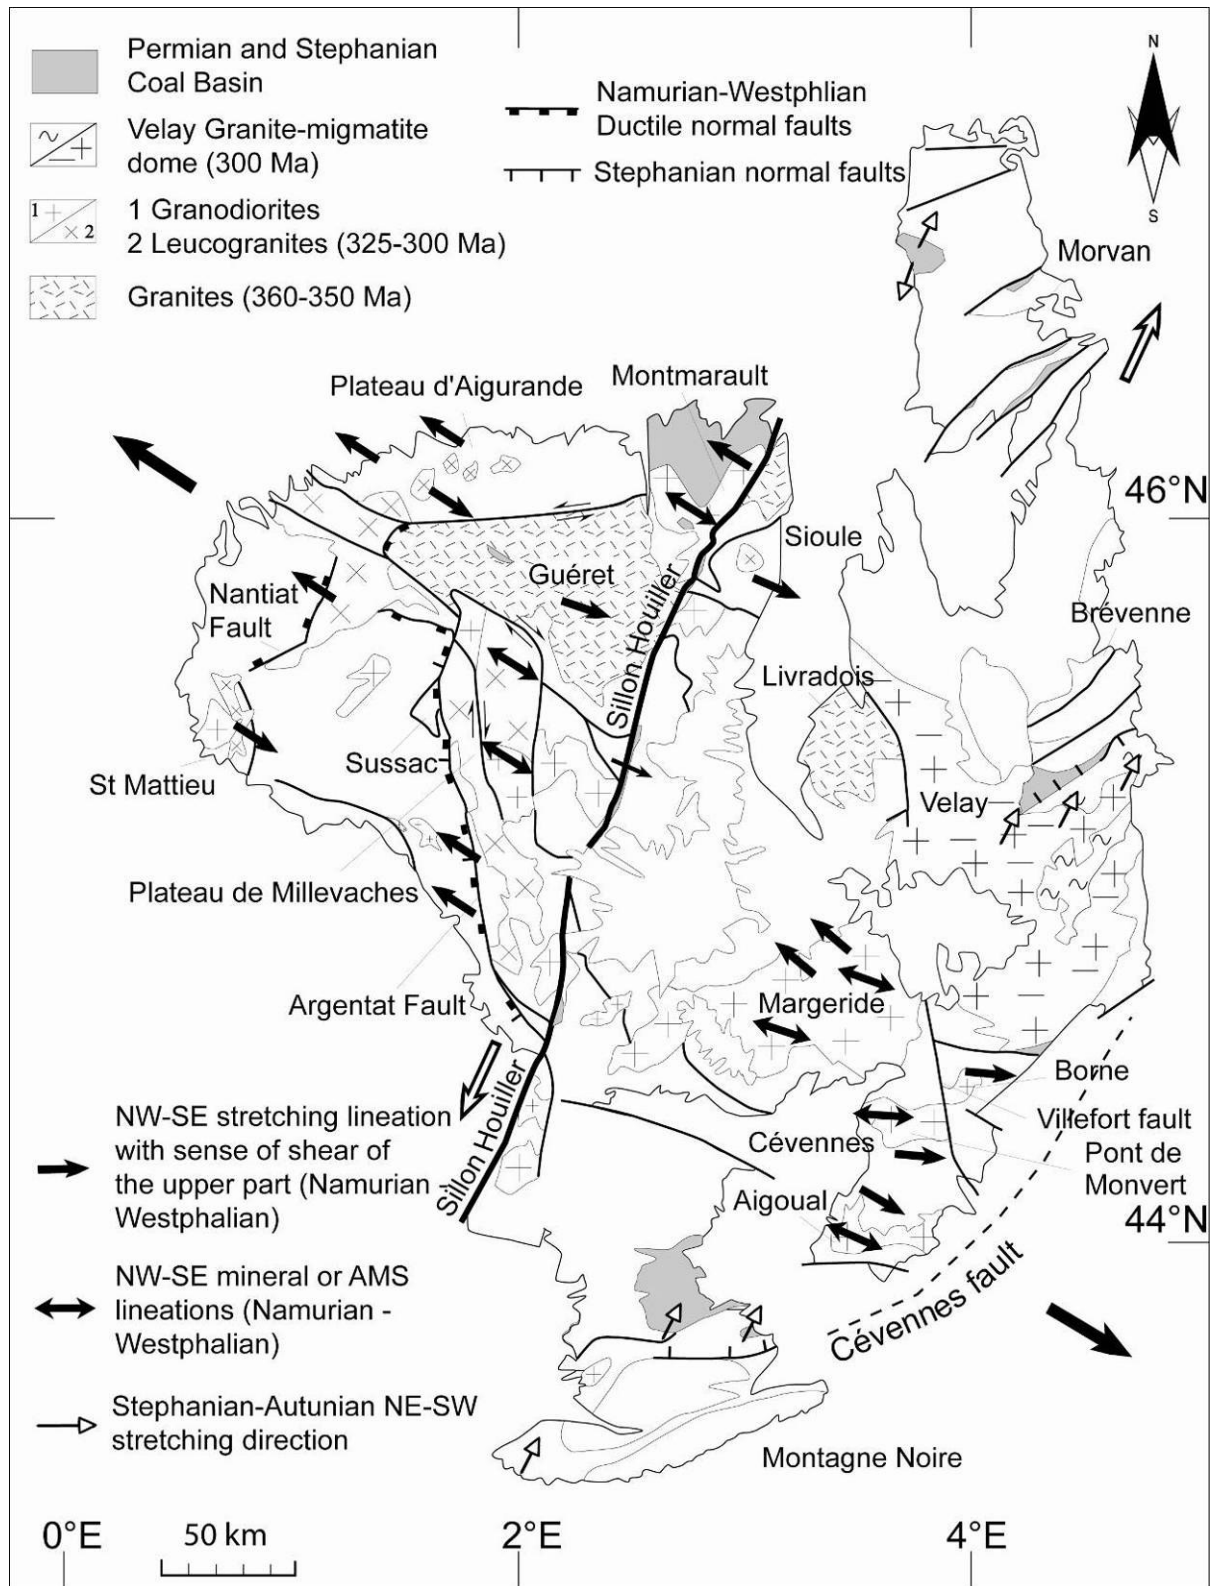 Permian and Stephanian
Coal Basin
Velay Granite-migmatite
dome (300 Ma)
1
2
1 Granodiorites
2 Leucogranites (325-300 Ma)
Granites (360-350 Ma)
Namurian-Westphlian
Ductile normal faults
Stephanian normal faults
N
S
Morvan
Montmarault
Plateau d'Aigurande
46°N
Sioule
Guéret
Nantiat
Fault
Sillon Houiller
Brévenne
Livradois
Sussac
St Mattieu
Velay
Plateau de Millevaches
Argentat Fault
Margeride
Borne
Villefort fault
Pont de
Monvert
Cévennes
Aigoual
44°N
Sillon Houiller
Cévennes fault
NW-SE stretching lineation
with sense of shear of
the upper part (Namurian -
Westphalian)
NW-SE mineral or AMS
lineations (Namurian -
Westphalian)
Stephanian-Autunian NE-SW
stretching direction
Montagne Noire
0°E
50 km
2°E
4°E